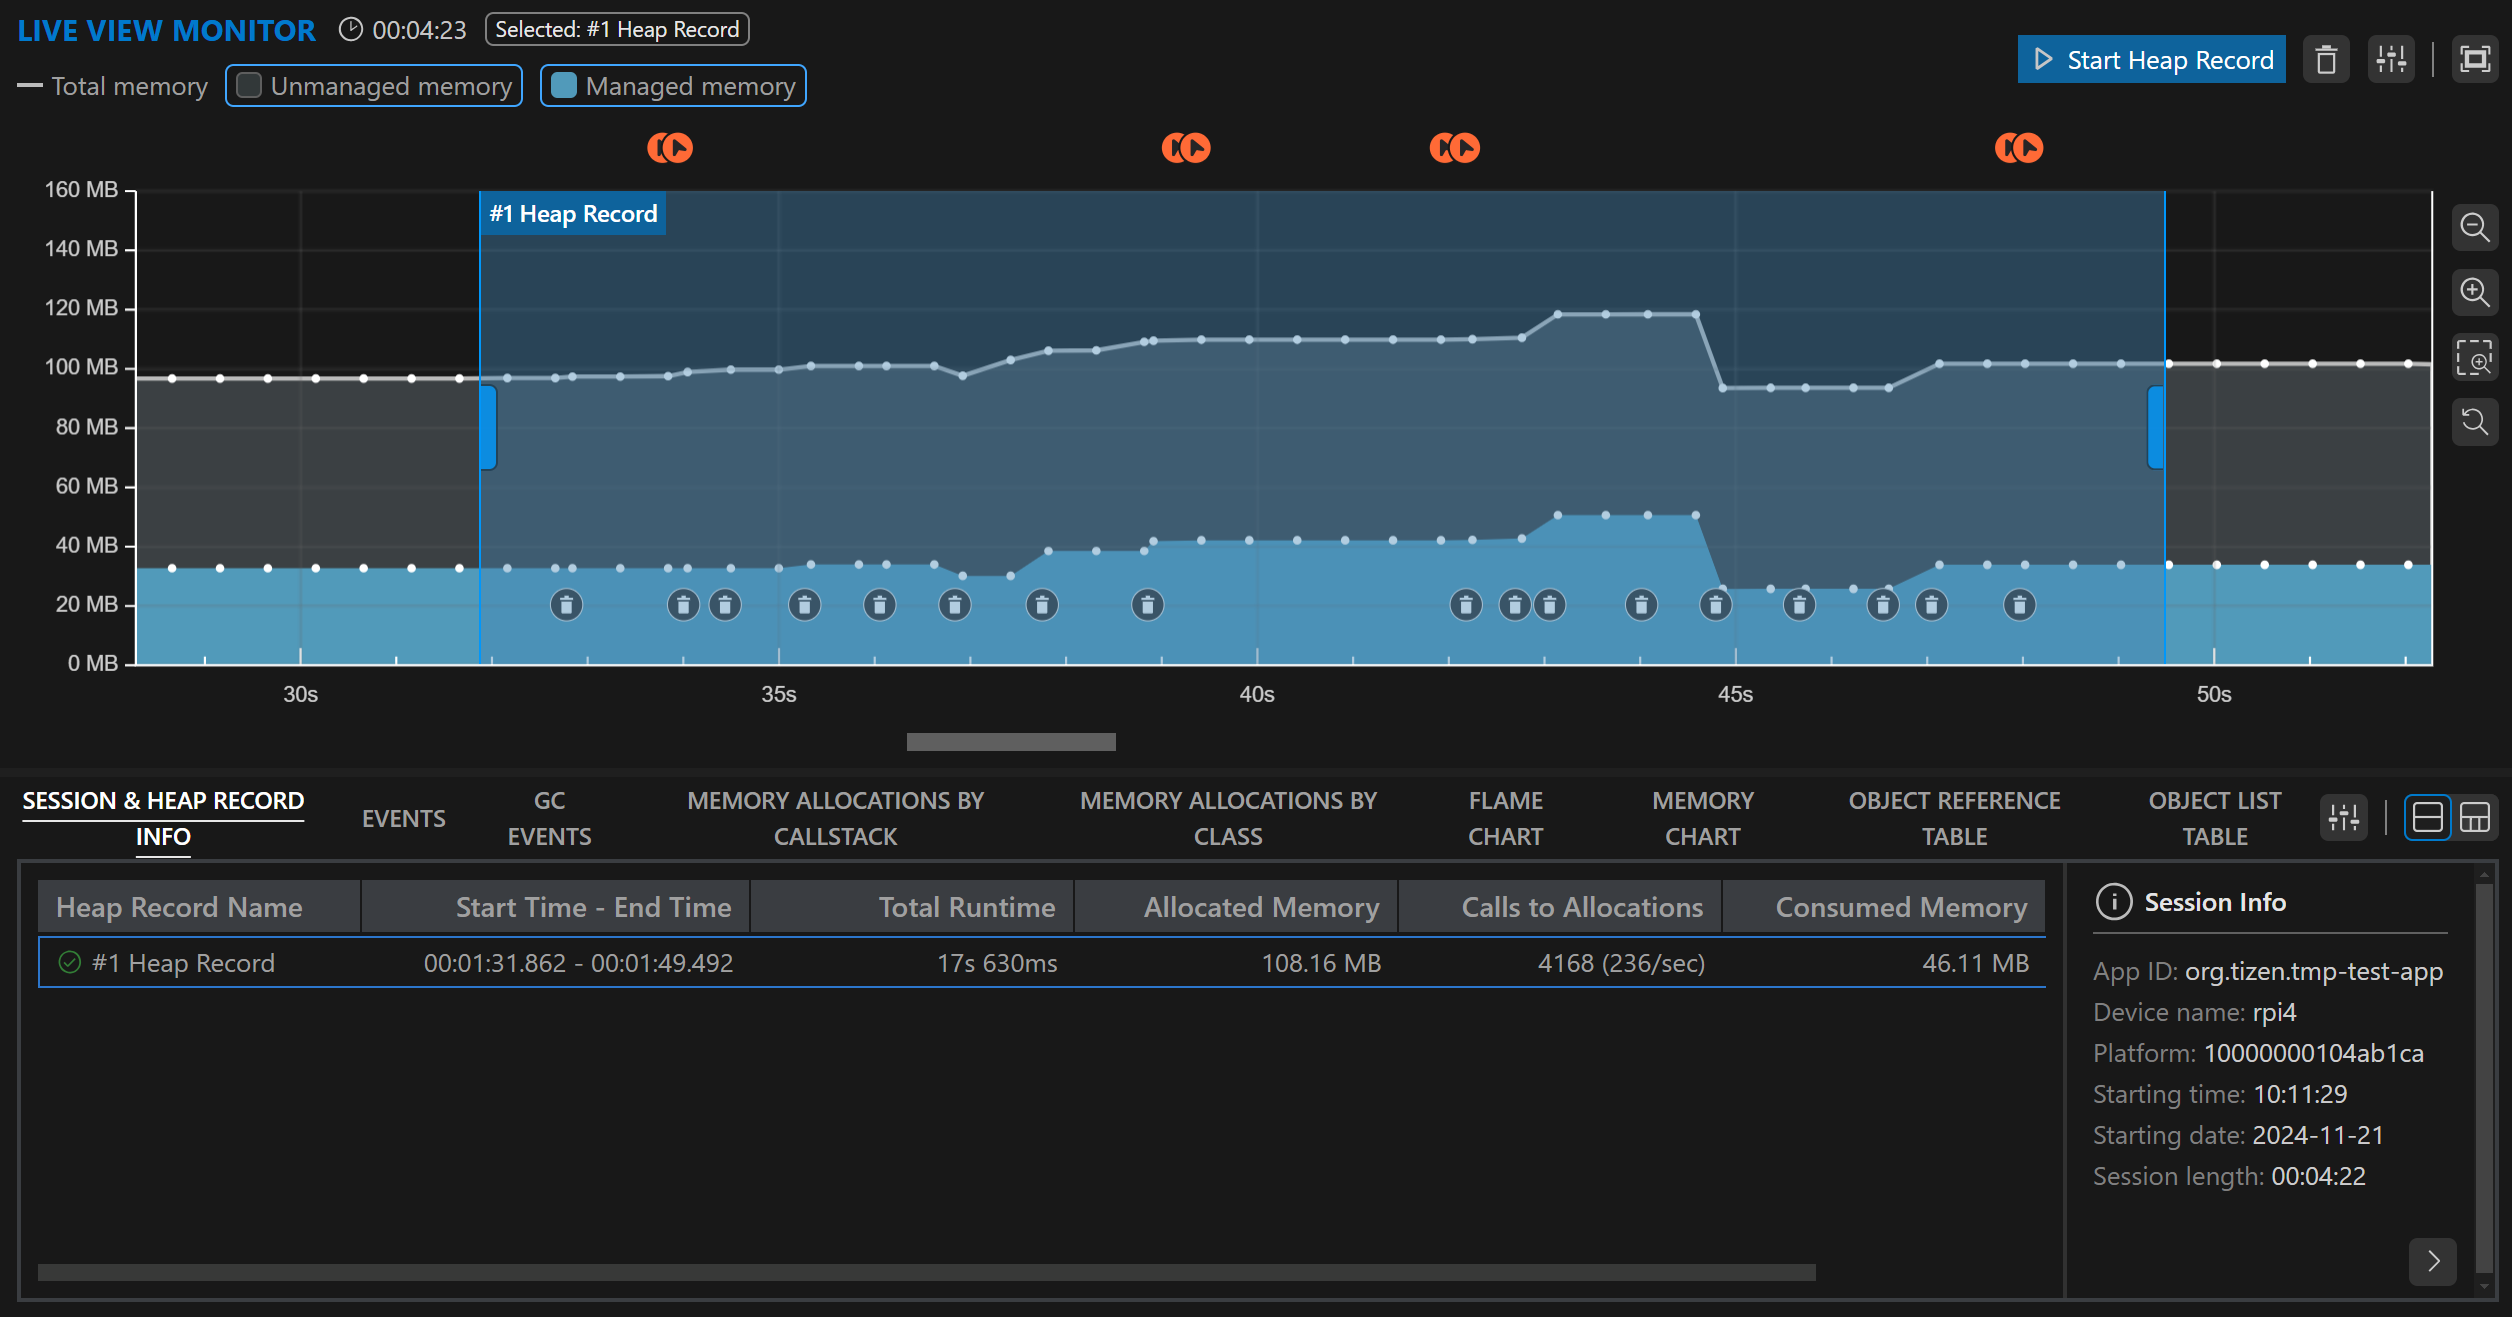 LIVE VIEW MONITOR 00:04:23 Selected: #1 Heap Record
Total memory Unmanaged memory Managed memory
Start Heap Record
160 MB
#1 Heap Record
140 MB
120 MB
100 MB
80 MB
60 MB
40 MB
20 MB
0 MB
30s 35s 40s 45s 50s
SESSION & HEAP RECORD
INFO
EVENTS
GC
EVENTS
MEMORY ALLOCATIONS BY
CALLSTACK
MEMORY ALLOCATIONS BY
CLASS
FLAME
CHART
MEMORY
CHART
OBJECT REFERENCE
TABLE
OBJECT LIST
TABLE
Heap Record Name Start Time - End Time Total Runtime Allocated Memory Calls to Allocations Consumed Memory
#1 Heap Record 00:01:31.862 - 00:01:49.492 17s 630ms 108.16 MB 4168 (236/sec) 46.11 MB
Session Info
App ID: org.tizen.tmp-test-app
Device name: rpi4
Platform: 10000000104ab1ca
Starting time: 10:11:29
Starting date: 2024-11-21
Session length: 00:04:22